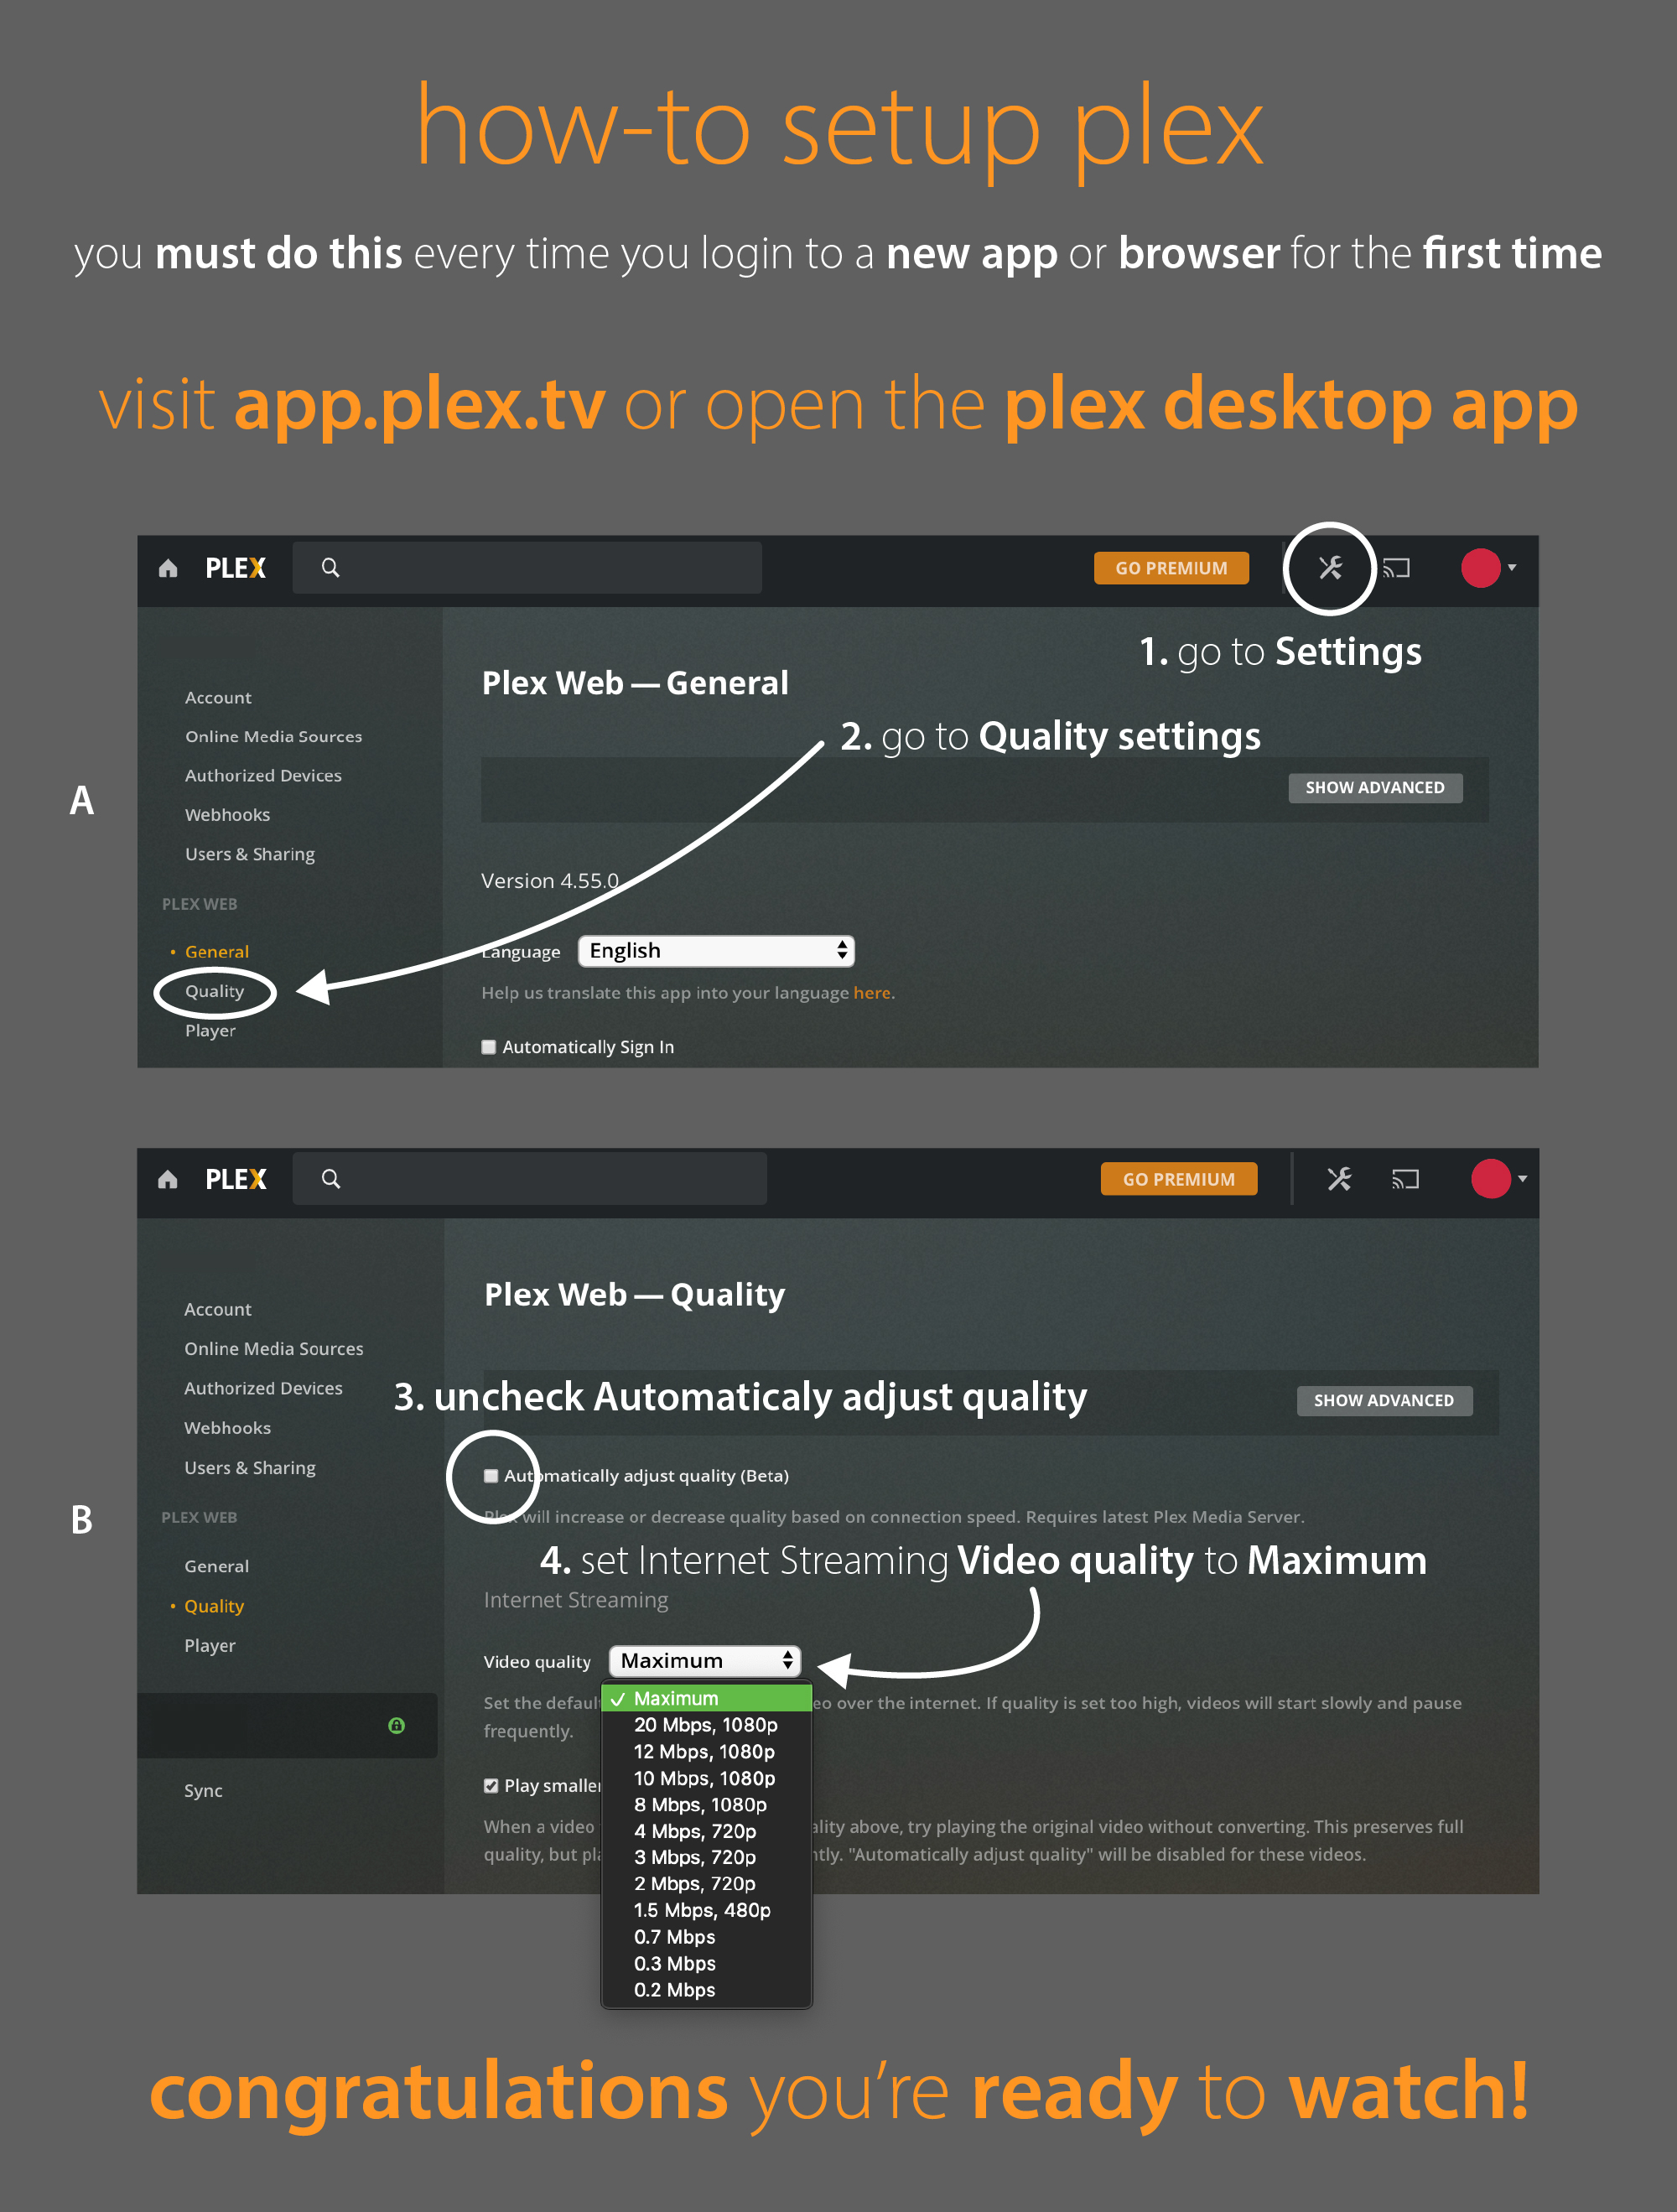 how-to setup plex
you must do this every time you login to a new app or browser for the first time
visit app.plex.tv or open the plex desktop app
PLEX
GO PREMIUM
1. go to Settings
Plex Web — General
Account
2. go to Quality settings
Online Media Sources
Authorized Devices
SHOW ADVANCED
A
Webhooks
Users & Sharing
Version 4.55.0
PLEX WEB
• General
Language English
Quality
Help us translate this app into your language here.
Player
Automatically Sign In
PLEX
GO PREMIUM
Plex Web — Quality
Account
Online Media Sources
Authorized Devices
3. uncheck Automaticaly adjust quality
SHOW ADVANCED
Webhooks
Users & Sharing
Automatically adjust quality (Beta)
B
PLEX WEB
Plex will increase or decrease quality based on connection speed. Requires latest Plex Media Server.
4. set Internet Streaming Video quality to Maximum
General
Internet Streaming
• Quality
Player
Video quality Maximum
Set the default eo over the internet. If quality is set too high, videos will start slowly and pause
frequently.
✓ Maximum
20 Mbps, 1080p
12 Mbps, 1080p
10 Mbps, 1080p
8 Mbps, 1080p
4 Mbps, 720p
3 Mbps, 720p
2 Mbps, 720p
1.5 Mbps, 480p
0.7 Mbps
0.3 Mbps
0.2 Mbps
Play smaller
Sync
When a video ality above, try playing the original video without converting. This preserves full
quality, but pla ntly. "Automatically adjust quality" will be disabled for these videos.
congratulations you're ready to watch!